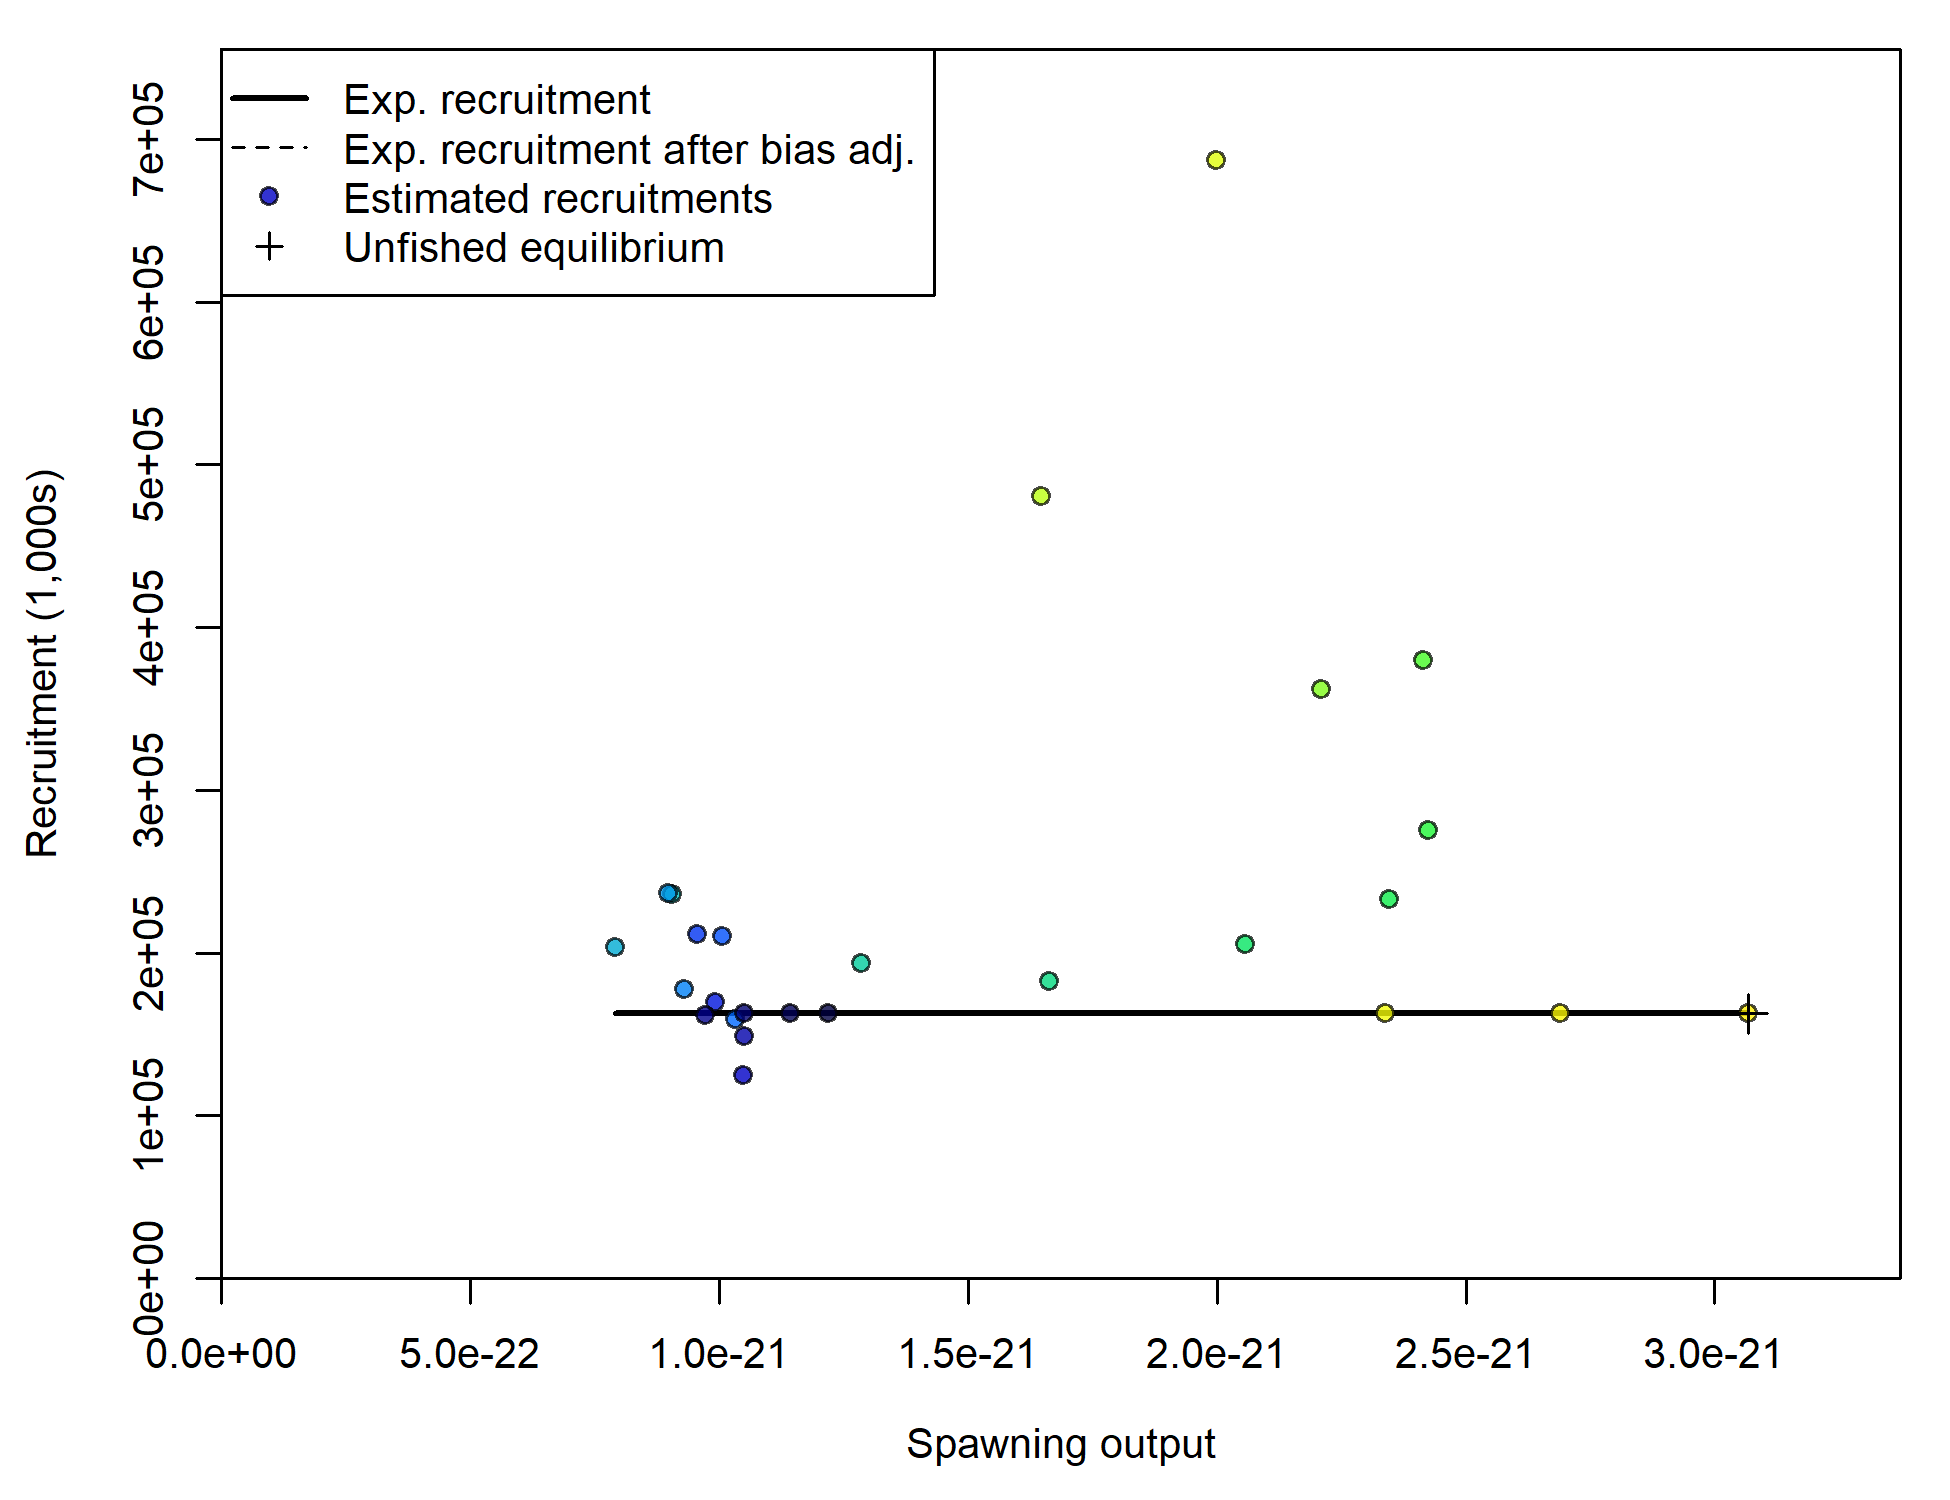 Exp. recruitment
Exp. recruitment after bias adj.
Estimated recruitments
Unfished equilibrium
Recruitment (1,000s)
7e+05
6e+05
5e+05
4e+05
3e+05
2e+05
1e+05
0e+00
0.0e+00 5.0e-22 1.0e-21 1.5e-21 2.0e-21 2.5e-21 3.0e-21
Spawning output